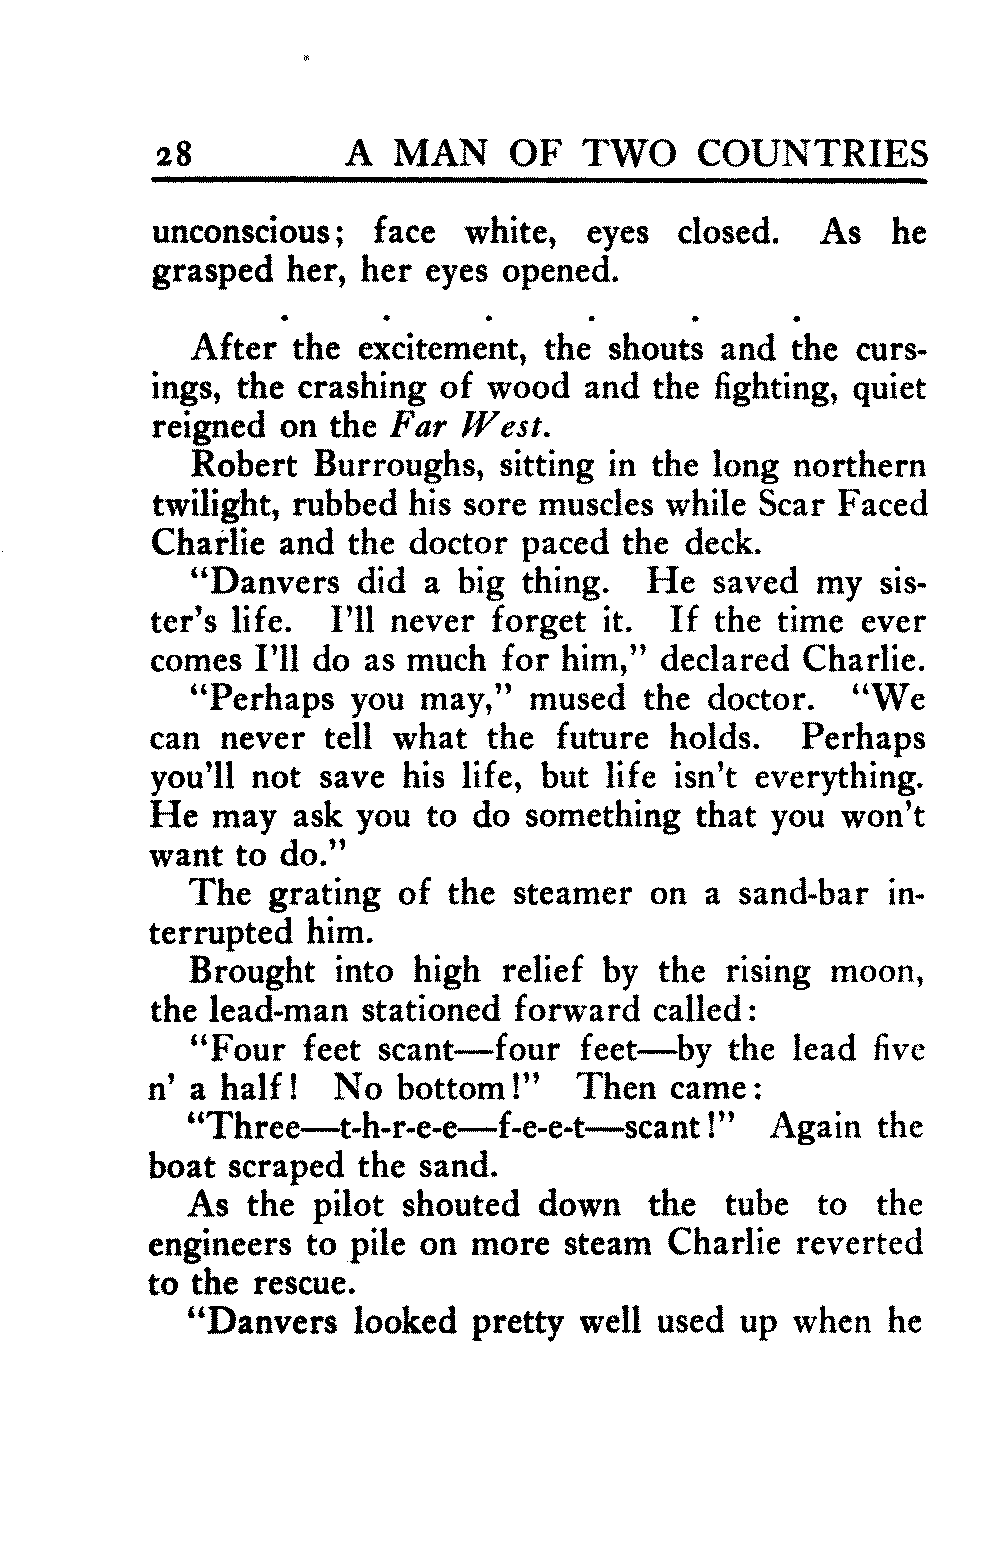 28 A MAN OF TWO COUNTRIES
unconscious; face white, eyes closed. As he
grasped her, her eyes opened.
. . . . . .
After the excitement, the shouts and the curs-
ings, the crashing of wood and the fighting, quiet
reigned on the Far West.
Robert Burroughs, sitting in the long northern
twilight, rubbed his sore muscles while Scar Faced
Charlie and the doctor paced the deck.
“Danvers did a big thing. He saved my sis-
ter’s life. I’ll never forget it. If the time ever
comes I’ll do as much for him,” declared Charlie.
“Perhaps you may,” mused the doctor. “We
can never tell what the future holds. Perhaps
you’ll not save his life, but life isn’t everything.
He may ask you to do something that you won’t
want to do.”
The grating of the steamer on a sand-bar in-
terrupted him.
Brought into high relief by the rising moon,
the lead-man stationed forward called:
“Four feet scant—four feet—by the lead five
n’ a half! No bottom!” Then came:
“Three—t-h-r-e-e—f-e-e-t—scant!” Again the
boat scraped the sand.
As the pilot shouted down the tube to the
engineers to pile on more steam Charlie reverted
to the rescue.
“Danvers looked pretty well used up when he